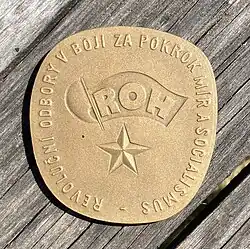 REVOLUČNÍ ODBORY V BOJI ZA POKROK MÍR A SOCIALISMUS -
ROH